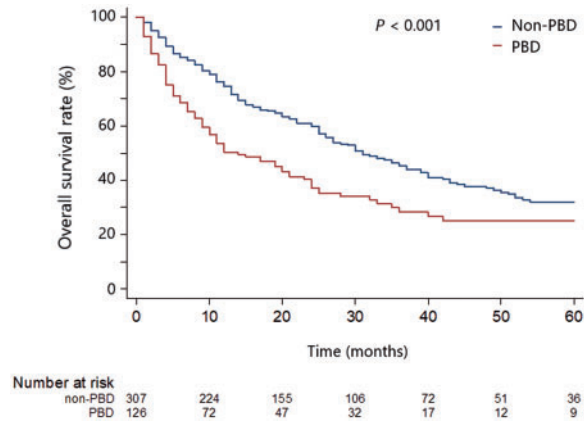 P < 0.001
Non-PBD
PBD
Overall survival rate (%)
100
80
60
40
20
0
0 10 20 30 40 50 60
Time (months)
Number at risk
non-PBD 307 224 155 106 72 51 36
PBD 126 72 47 32 17 12 9